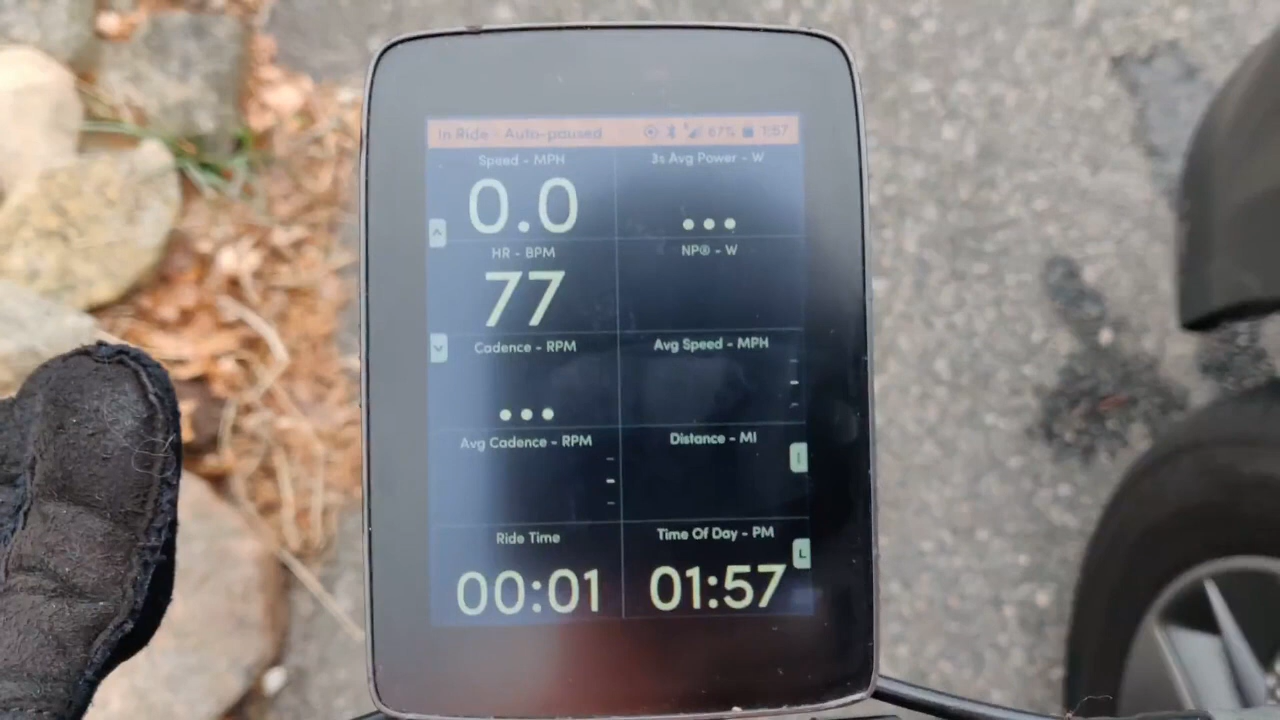 In Ride - Auto-paused 67% 1:57
Speed - MPH 3s Avg Power - W
0.0 ...
HR - BPM NP® - W
77
Cadence - RPM Avg Speed - MPH
...
Avg Cadence - RPM Distance - MI
Ride Time Time Of Day - PM
L
00:01 01:57